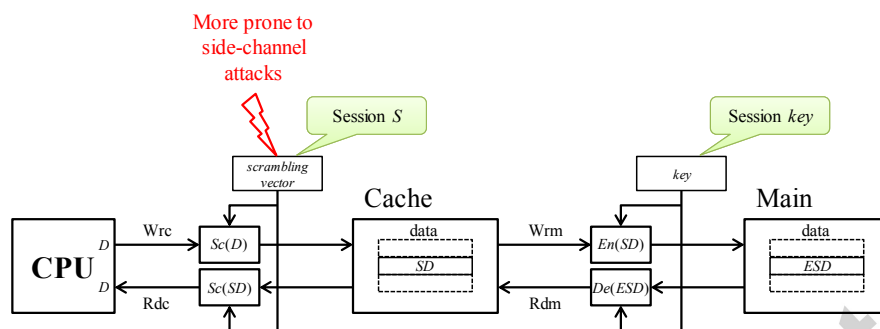 More prone to
side-channel
attacks
Session S
Session key
scrambling
vector
key
Cache
Main
CPU
D
D
Wrc
Rdc
Sc(D)
Sc(SD)
data
SD
Wrm
Rdm
En(SD)
De(ESD)
data
ESD